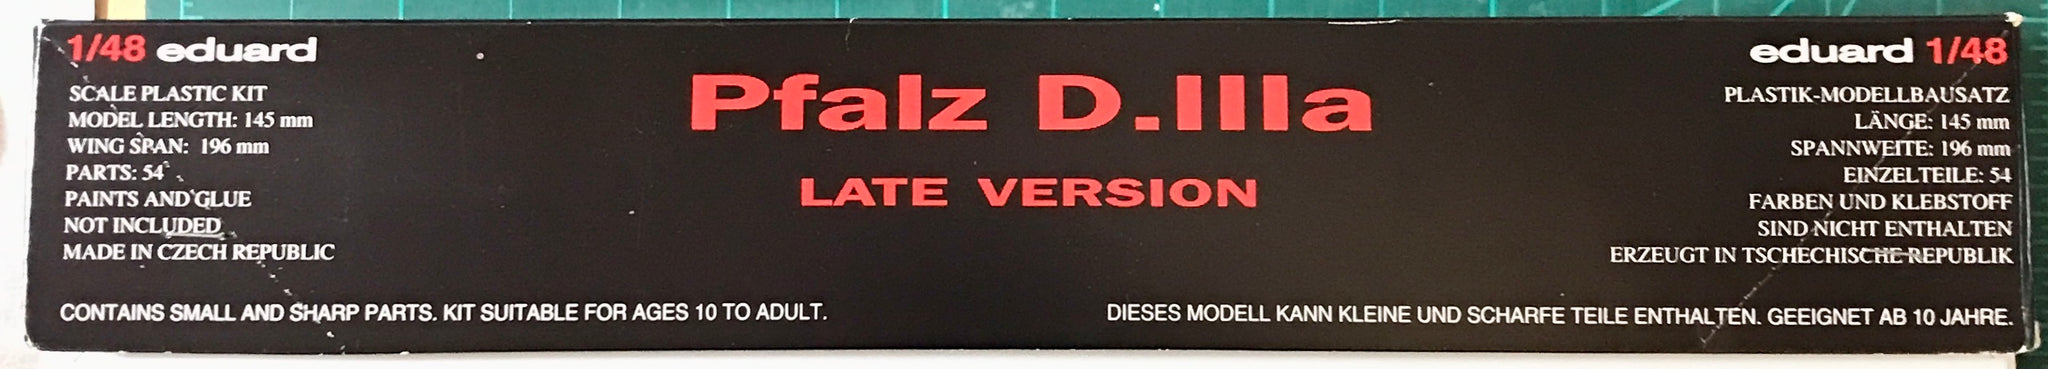 1/48 eduard
SCALE PLASTIC KIT
MODEL LENGTH: 145 mm
WING SPAN: 196 mm
PARTS: 54
PAINTS AND GLUE
NOT INCLUDED
MADE IN CZECH REPUBLIC
CONTAINS SMALL AND SHARP PARTS. KIT SUITABLE FOR AGES 10 TO ADULT.
Pfalz D.IIIa
LATE VERSION
eduard 1/48
PLASTIK-MODELLBAUSATZ
LÄNGE: 145 mm
SPANNWEITE: 196 mm
EINZELTEILE: 54
FARBEN UND KLEBSTOFF
SIND NICHT ENTHALTEN
ERZEUGT IN TSCHECHISCHE REPUBLIK
DIESES MODELL KANN KLEINE UND SCHARFE TEILE ENTHALTEN. GEEIGNET AB 10 JAHRE.